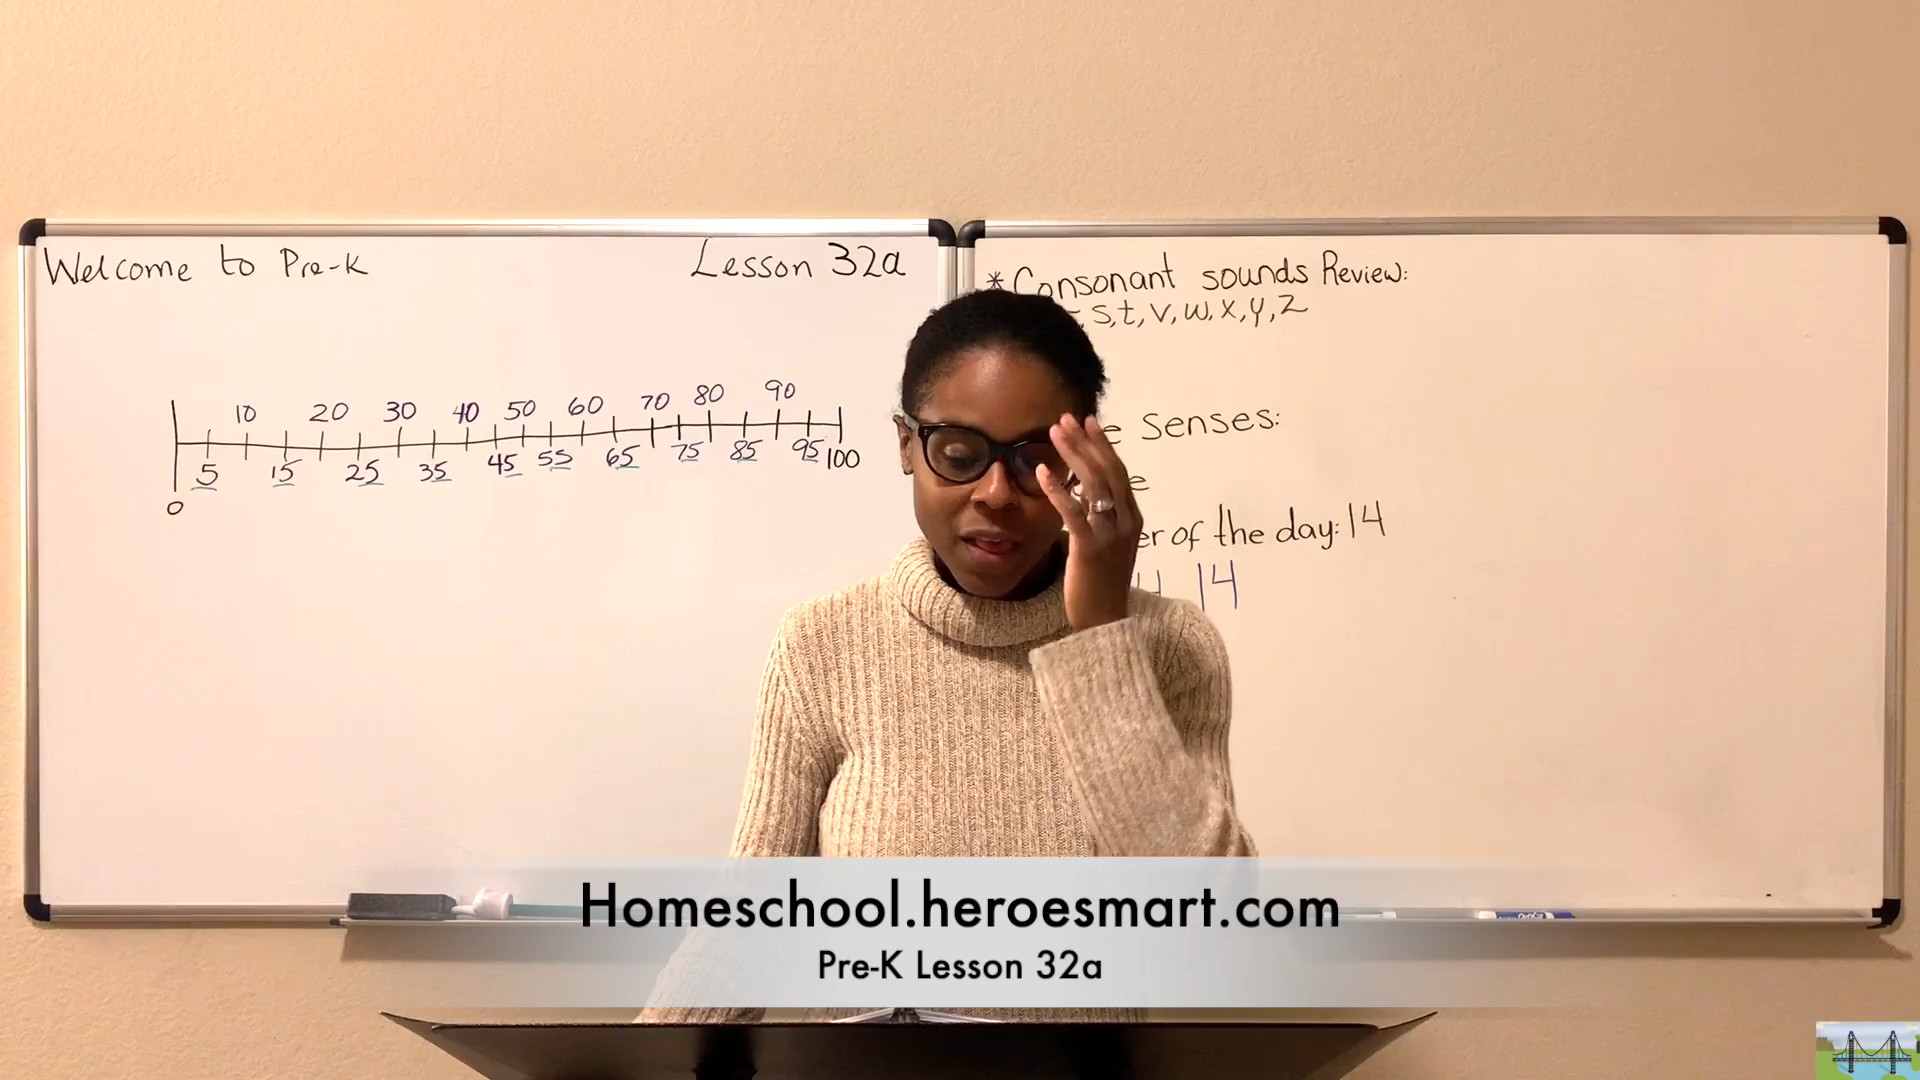 Welcome to Pre-K
Lesson 32a
10 20 30 40 50 60 70 80 90
5 15 25 35 45 55 65 75 85 95 100
0
* Consonant sounds Review:
s, t, v, w, x, y, z
senses:
of the day: 14
14
Homeschool.heroesmart.com
Pre-K Lesson 32a